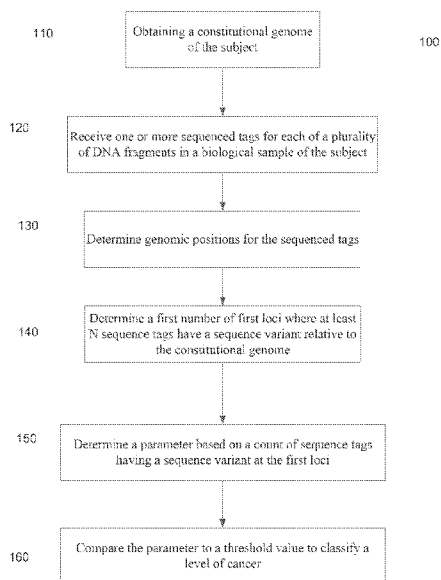 110
Obtaining a constitutional genome
of the subject
100
120
Receive one or more sequenced tags for each of a plurality
of DNA fragments in a biological sample of the subject
130
Determine genomic positions for the sequenced tags
140
Determine a first number of first loci where at least
N sequence tags have a sequence variant relative to
the constitutional genome
150
Determine a parameter based on a count of sequence tags
having a sequence variant at the first loci
160
Compare the parameter to a threshold value to classify a
level of cancer